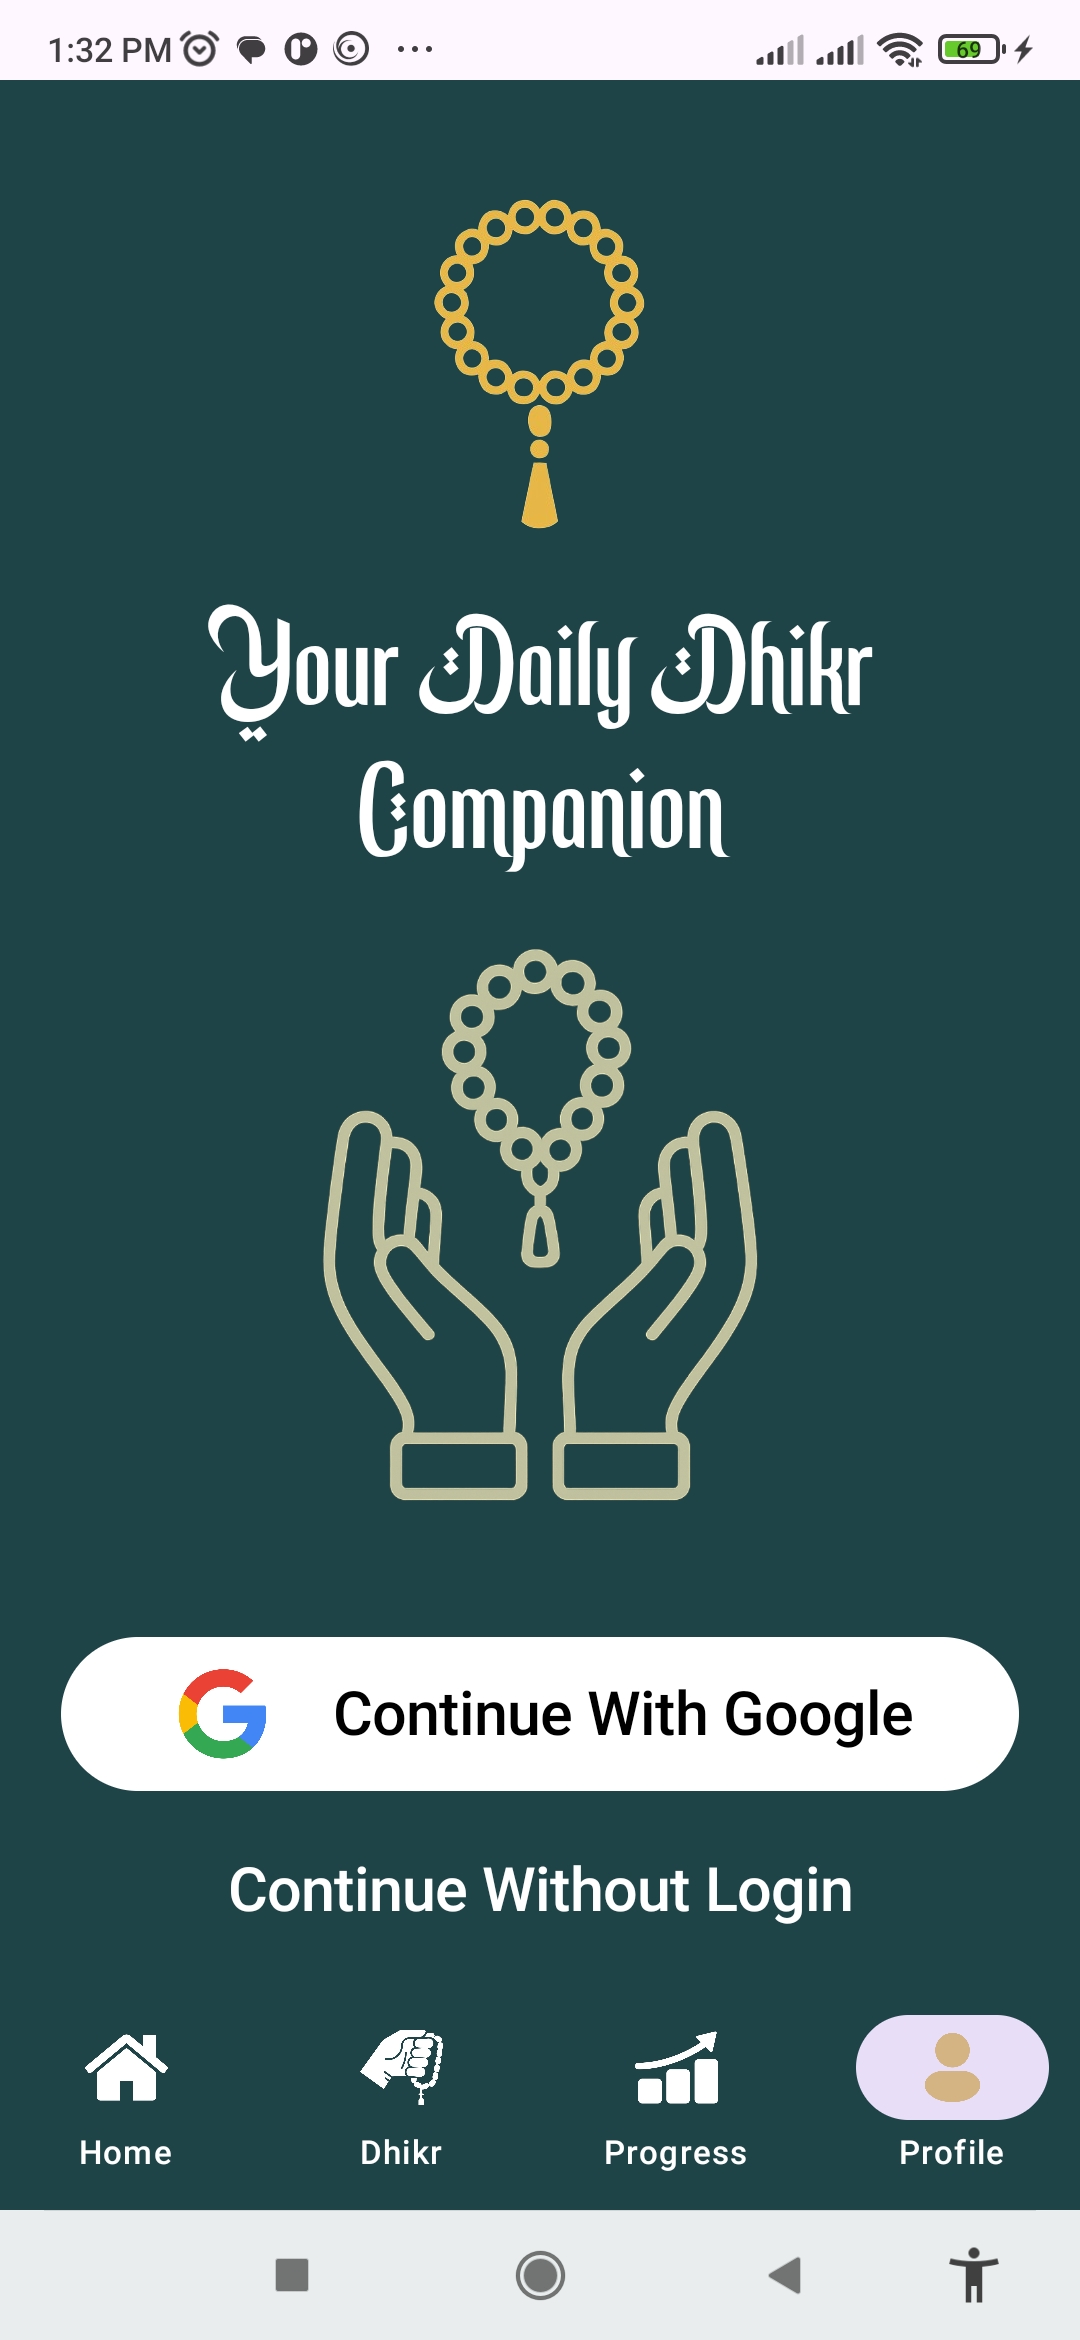 1:32 PM
69
Your Daily Dhikr
Companion
Continue With Google
Continue Without Login
Home
Dhikr
Progress
Profile